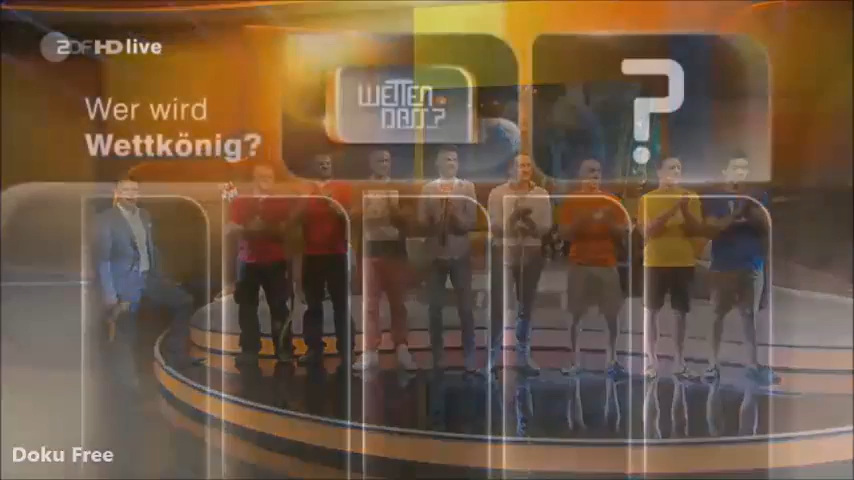 ZDF HD live
WETTEN
DASS..?
?
Wer wird
Wettkönig?
Doku Free